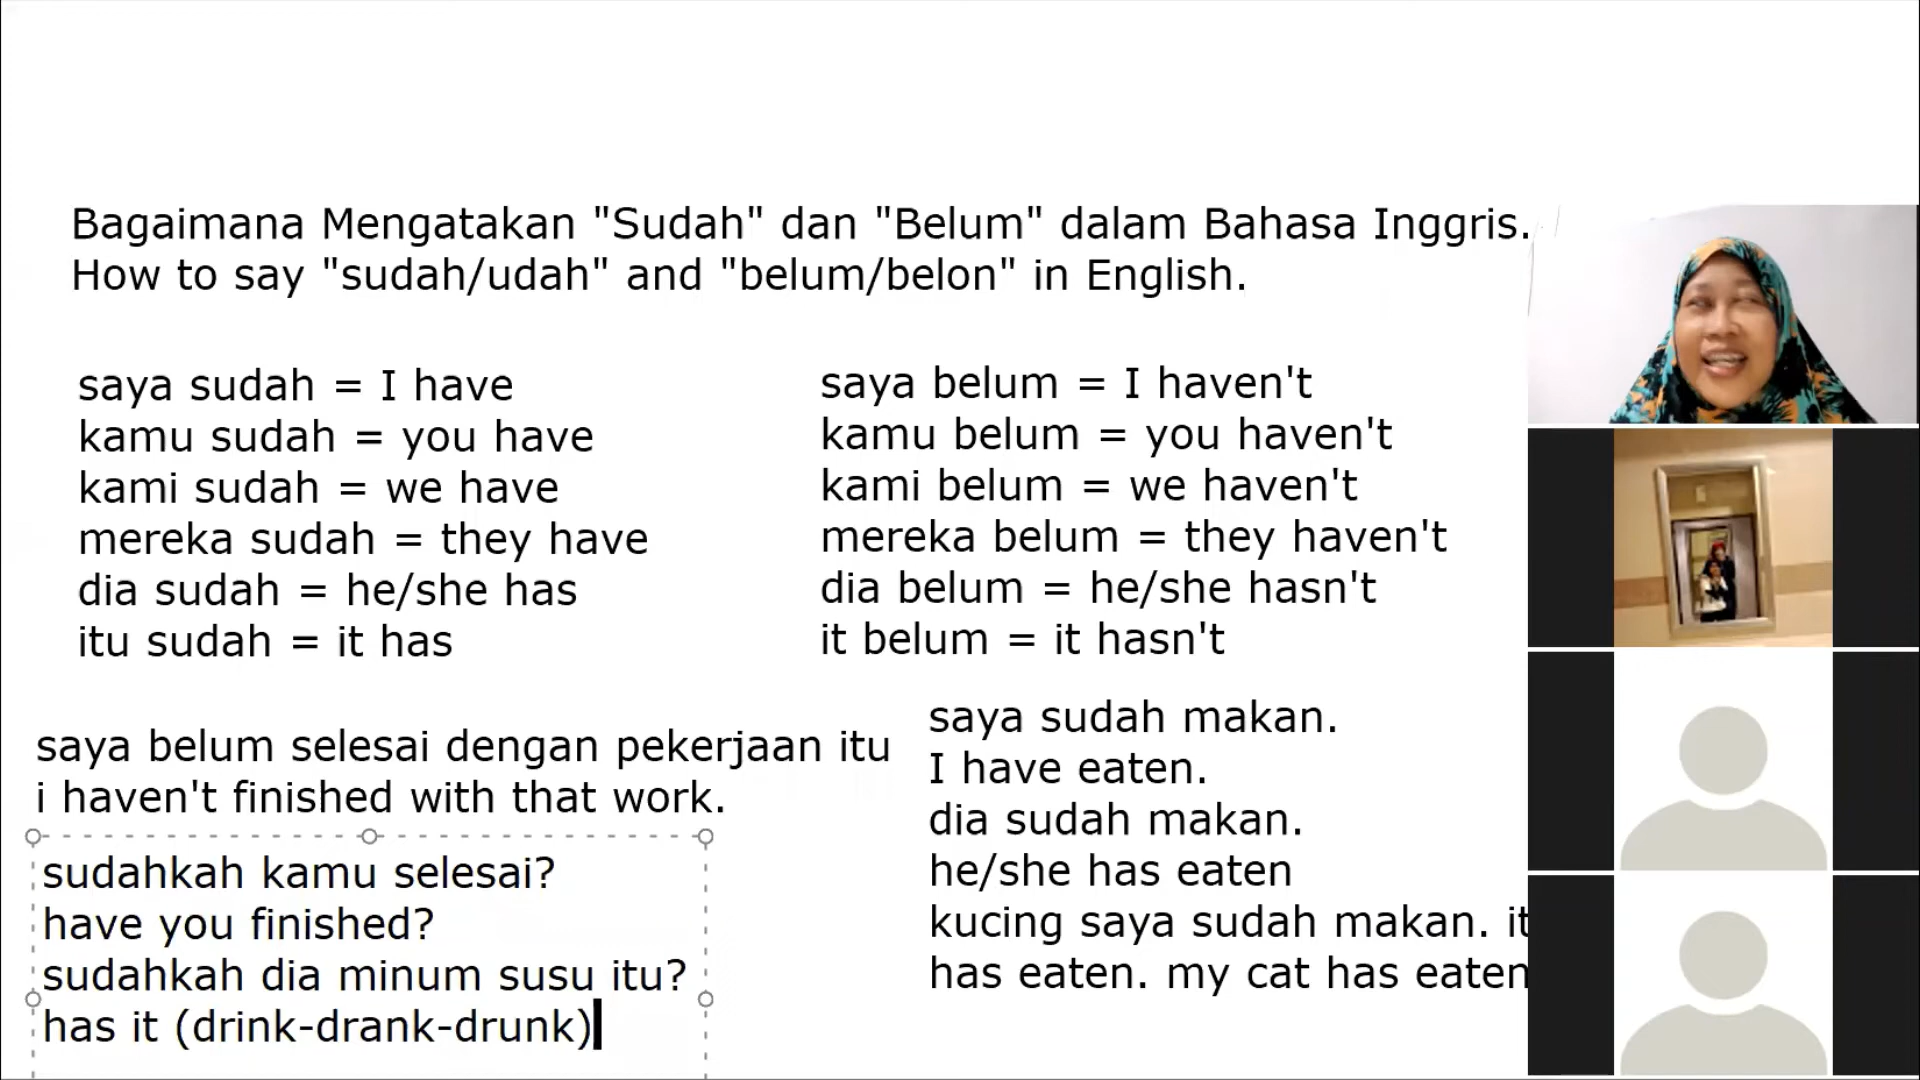 Bagaimana Mengatakan "Sudah" dan "Belum" dalam Bahasa Inggris.
How to say "sudah/udah" and "belum/belon" in English.
saya sudah = I have
kamu sudah = you have
kami sudah = we have
mereka sudah = they have
dia sudah = he/she has
itu sudah = it has
saya belum = I haven't
kamu belum = you haven't
kami belum = we haven't
mereka belum = they haven't
dia belum = he/she hasn't
it belum = it hasn't
saya belum selesai dengan pekerjaan itu
i haven't finished with that work.
sudahkah kamu selesai?
have you finished?
sudahkah dia minum susu itu?
has it (drink-drank-drunk)
saya sudah makan.
I have eaten.
dia sudah makan.
he/she has eaten
kucing saya sudah makan. it
has eaten. my cat has eaten